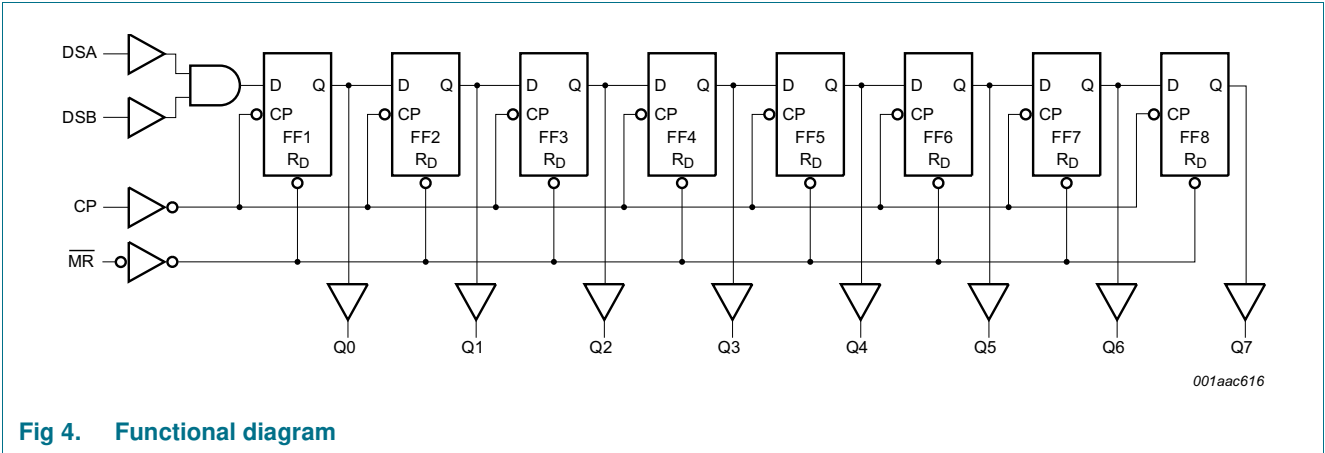 DSA
DSB
CP
M̅R̅
D Q
CP
FF1
RD
D Q
CP
FF2
RD
D Q
CP
FF3
RD
D Q
CP
FF4
RD
D Q
CP
FF5
RD
D Q
CP
FF6
RD
D Q
CP
FF7
RD
D Q
CP
FF8
RD
Q0 Q1 Q2 Q3 Q4 Q5 Q6 Q7
001aac616
Fig 4. Functional diagram